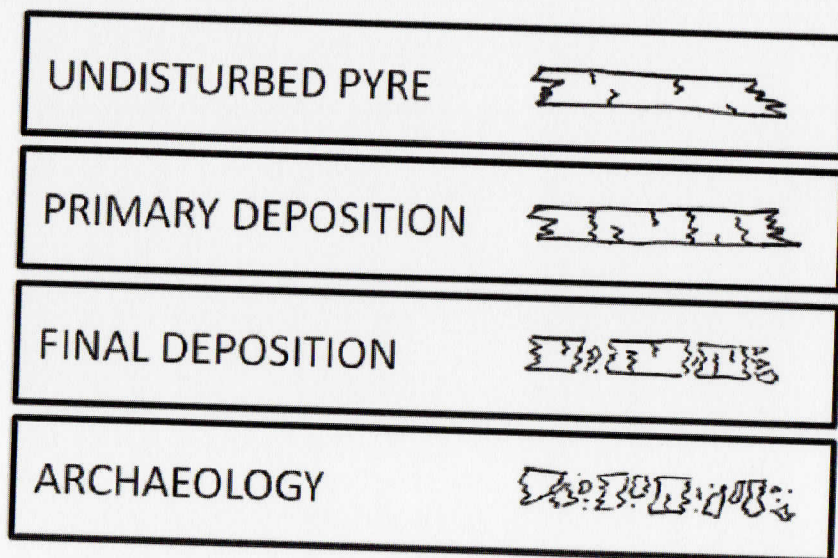 UNDISTURBED PYRE
PRIMARY DEPOSITION
FINAL DEPOSITION
ARCHAEOLOGY